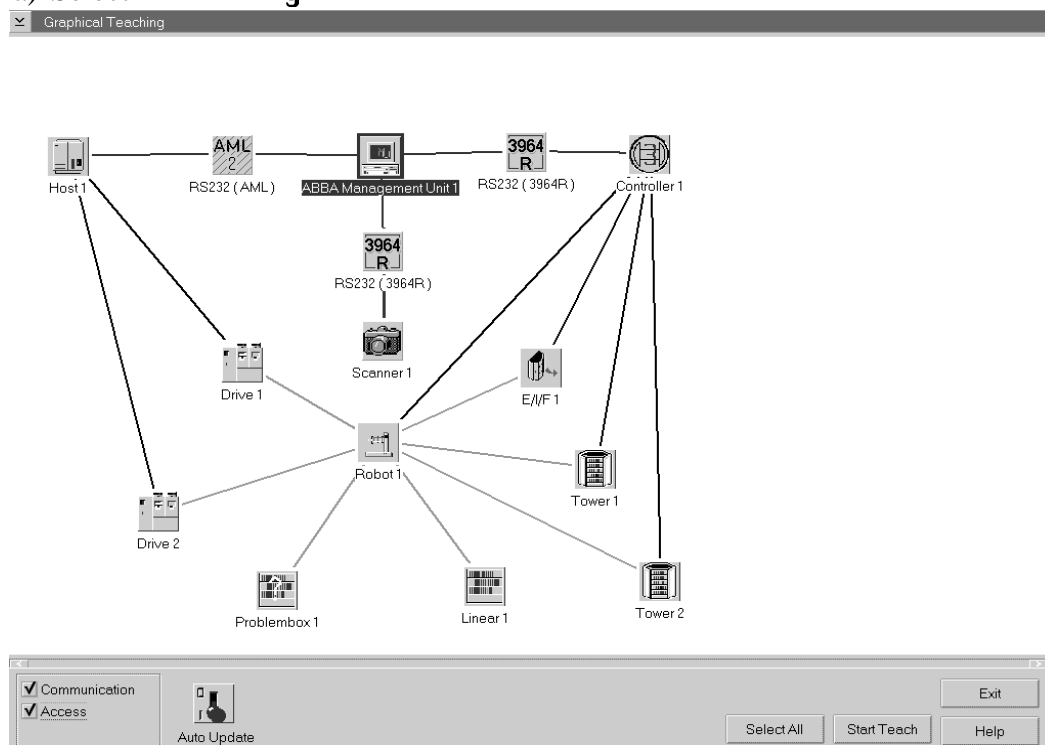 Graphical Teaching
AML
2
3964
R
Host 1
RS232 ( AML )
ABBA Management Unit 1
RS232 ( 3964R )
Controller 1
3964
R
RS232 ( 3964R )
Scanner 1
Drive 1
E/I/F 1
Robot 1
Tower 1
Drive 2
Problembox 1
Linear 1
Tower 2
Communication
Access
Auto Update
Select All
Start Teach
Exit
Help